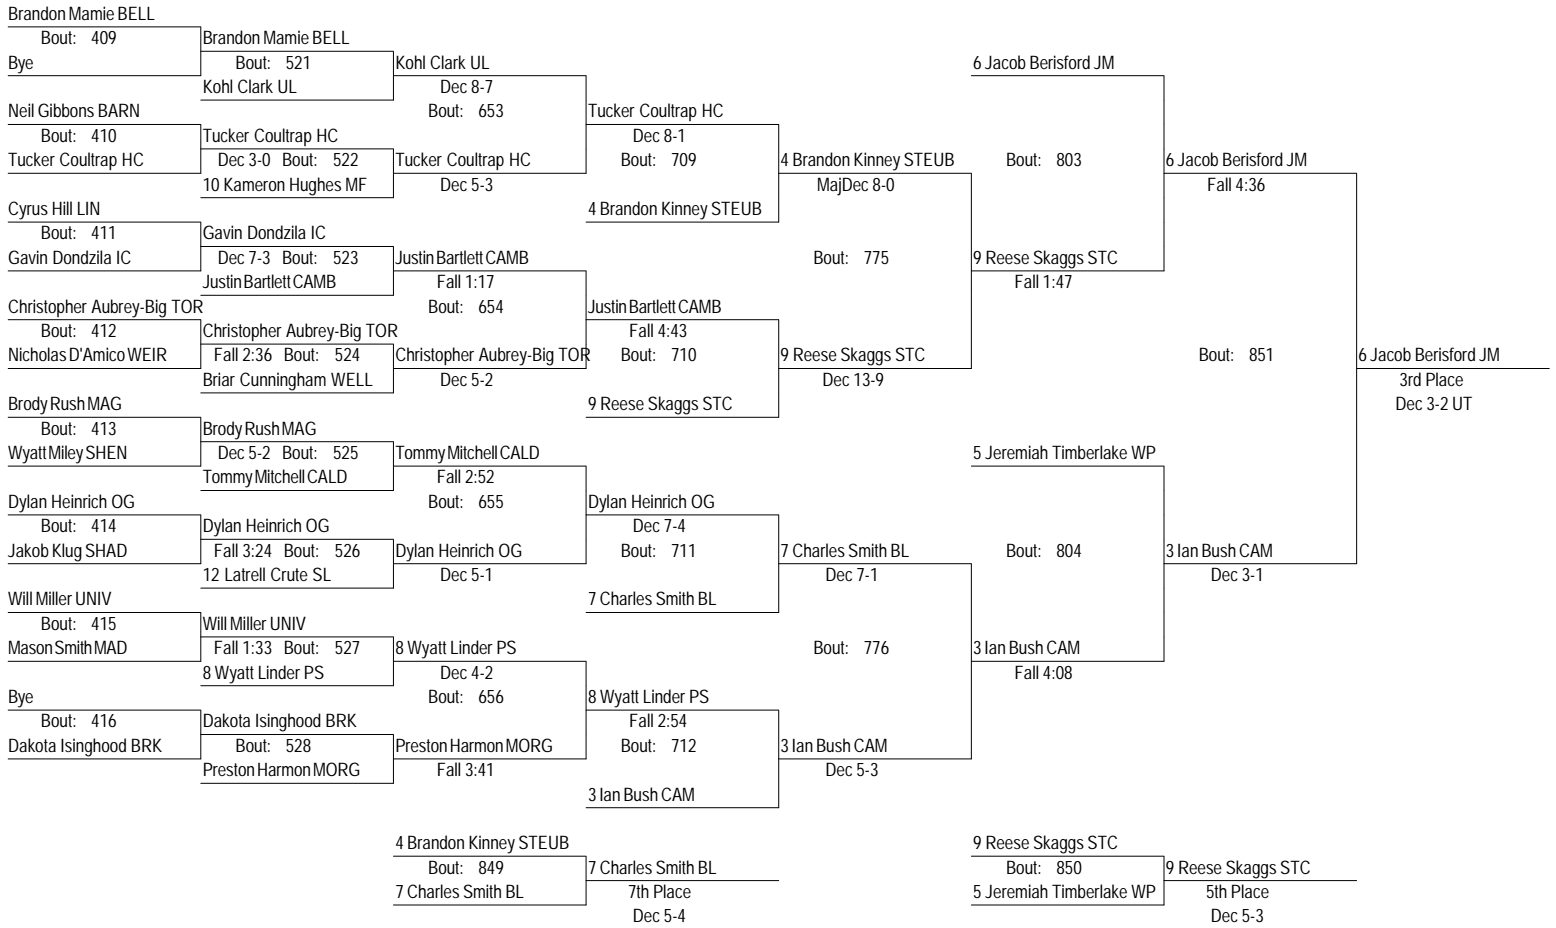 Brandon Mamie BELL
Bout: 409
Bye
Neil Gibbons BARN
Bout: 410
Tucker Coultrap HC
Cyrus Hill LIN
Bout: 411
Gavin Dondzila IC
Christopher Aubrey-Big TOR
Bout: 412
Nicholas D'Amico WEIR
Brody Rush MAG
Bout: 413
Wyatt Miley SHEN
Dylan Heinrich OG
Bout: 414
Jakob Klug SHAD
Will Miller UNIV
Bout: 415
Mason Smith MAD
Bye
Bout: 416
Dakota Isinghood BRK
Brandon Mamie BELL
Bout: 521
Kohl Clark UL
Tucker Coultrap HC
Dec 3-0 Bout: 522
10 Kameron Hughes MF
Gavin Dondzila IC
Dec 7-3 Bout: 523
Justin Bartlett CAMB
Christopher Aubrey-Big TOR
Fall 2:36 Bout: 524
Briar Cunningham WELL
Brody Rush MAG
Dec 5-2 Bout: 525
Tommy Mitchell CALD
Dylan Heinrich OG
Fall 3:24 Bout: 526
12 Latrell Crute SL
Will Miller UNIV
Fall 1:33 Bout: 527
8 Wyatt Linder PS
Dakota Isinghood BRK
Bout: 528
Preston Harmon MORG
Kohl Clark UL
Dec 8-7
Bout: 653
Tucker Coultrap HC
Dec 5-3
Justin Bartlett CAMB
Fall 1:17
Bout: 654
Christopher Aubrey-Big TOR
Dec 5-2
Tommy Mitchell CALD
Fall 2:52
Bout: 655
Dylan Heinrich OG
Dec 5-1
8 Wyatt Linder PS
Dec 4-2
Bout: 656
Preston Harmon MORG
Fall 3:41
Tucker Coultrap HC
Dec 8-1
Bout: 709
4 Brandon Kinney STEUB
Justin Bartlett CAMB
Fall 4:43
Bout: 710
9 Reese Skaggs STC
Dylan Heinrich OG
Dec 7-4
Bout: 711
7 Charles Smith BL
8 Wyatt Linder PS
Fall 2:54
Bout: 712
3 Ian Bush CAM
4 Brandon Kinney STEUB
MajDec 8-0
Bout: 775
9 Reese Skaggs STC
Dec 13-9
7 Charles Smith BL
Dec 7-1
Bout: 776
3 Ian Bush CAM
Dec 5-3
6 Jacob Berisford JM
Bout: 803
9 Reese Skaggs STC
Fall 1:47
5 Jeremiah Timberlake WP
Bout: 804
3 Ian Bush CAM
Fall 4:08
6 Jacob Berisford JM
Fall 4:36
Bout: 851
3 Ian Bush CAM
Dec 3-1
6 Jacob Berisford JM
3rd Place
Dec 3-2 UT
4 Brandon Kinney STEUB
Bout: 849
7 Charles Smith BL
7 Charles Smith BL
7th Place
Dec 5-4
9 Reese Skaggs STC
Bout: 850
5 Jeremiah Timberlake WP
9 Reese Skaggs STC
5th Place
Dec 5-3